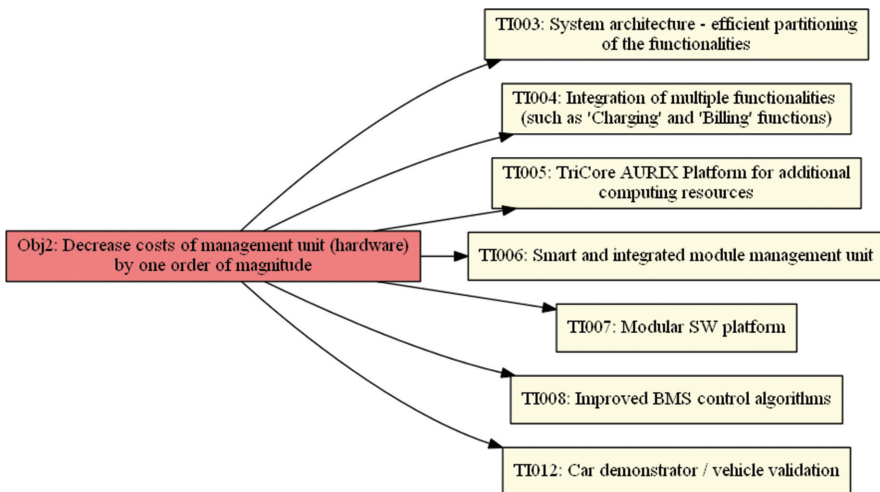 TI003: System architecture - efficient partitioning
of the functionalities
TI004: Integration of multiple functionalities
(such as 'Charging' and 'Billing' functions)
TI005: TriCore AURIX Platform for additional
computing resources
Obj2: Decrease costs of management unit (hardware)
by one order of magnitude
TI006: Smart and integrated module management unit
TI007: Modular SW platform
TI008: Improved BMS control algorithms
TI012: Car demonstrator / vehicle validation